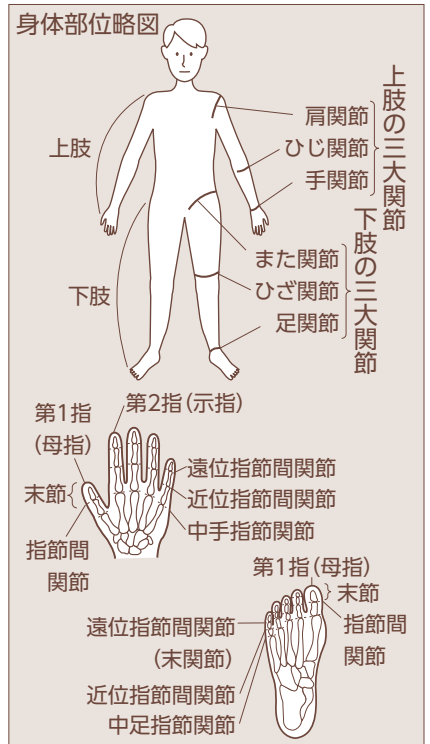 身体部位略図
上肢
肩関節
ひじ関節
手関節
上肢の三大関節
下肢
また関節
ひざ関節
足関節
下肢の三大関節
第1指
(母指)
第2指(示指)
末節
指節間
関節
遠位指節間関節
近位指節間関節
中手指節関節
第1指(母指)
末節
指節間
関節
遠位指節間関節
(末関節)
近位指節間関節
中足指節関節